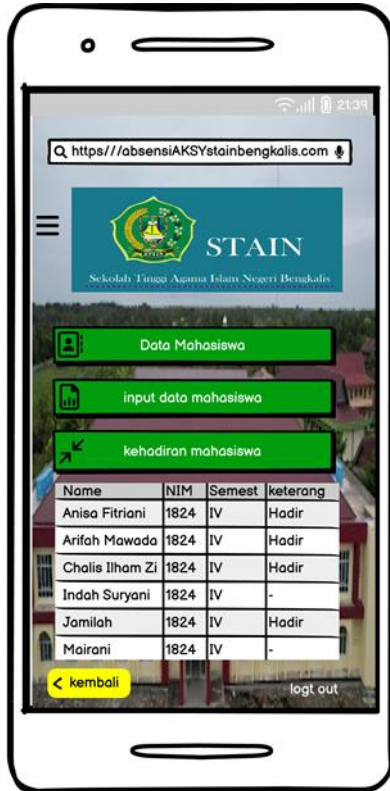 21:39
https///absensiAKSYstainbengkalis.com
STAIN
Sekolah Tinggi Agama Islam Negeri Bengkalis
Data Mahasiswa
input data mahasiswa
kehadiran mahasiswa
Name NIM Semest keterang
Anisa Fitriani 1824 IV Hadir
Arifah Mawada 1824 IV Hadir
Chalis Ilham Zi 1824 IV Hadir
Indah Suryani 1824 IV -
Jamilah 1824 IV Hadir
Mairani 1824 IV -
< kembali
logt out